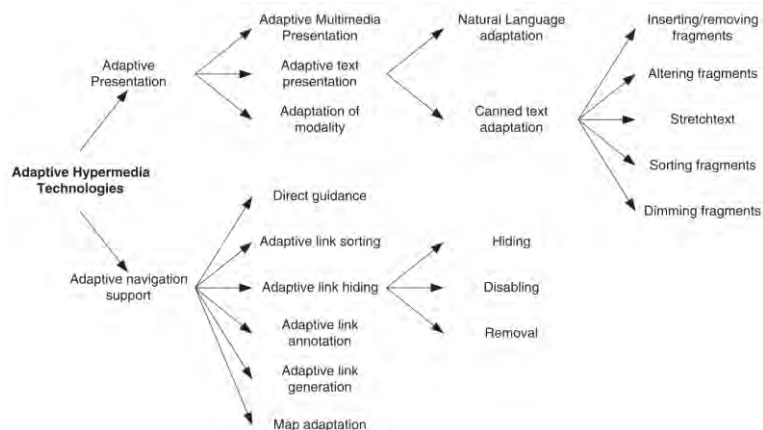 Adaptive Multimedia
Presentation
Natural Language
adaptation
Inserting/removing
fragments
Adaptive
Presentation
Adaptive text
presentation
Altering fragments
Adaptation of
modality
Canned text
adaptation
Stretchtext
Sorting fragments
Dimming fragments
Adaptive Hypermedia
Technologies
Direct guidance
Adaptive link sorting
Hiding
Adaptive navigation
support
Adaptive link hiding
Disabling
Adaptive link
annotation
Removal
Adaptive link
generation
Map adaptation